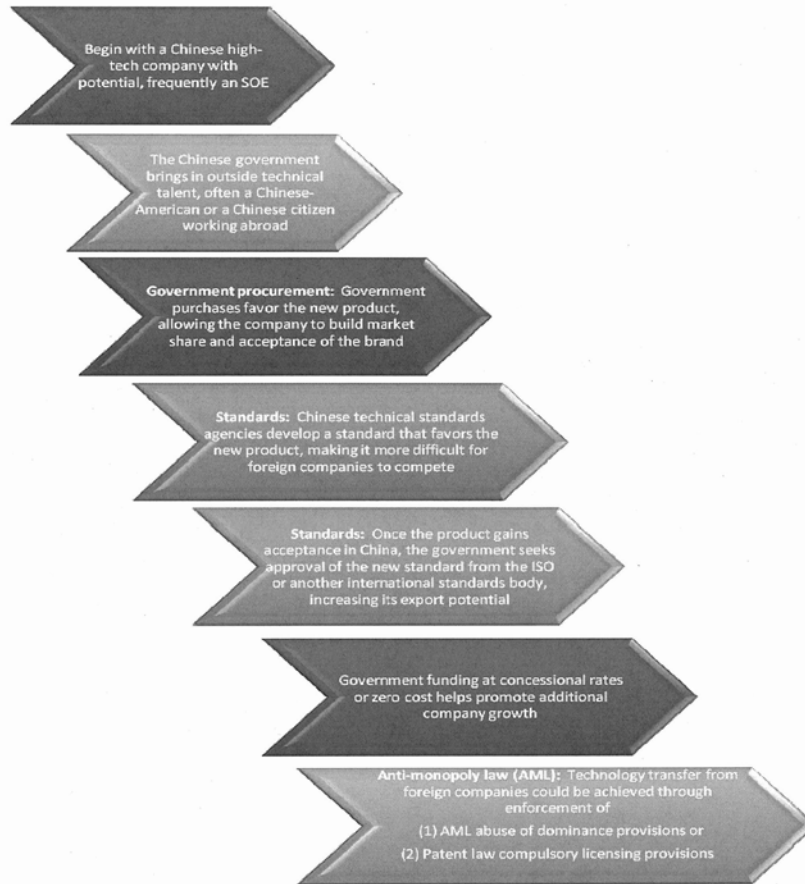 Begin with a Chinese high-
tech company with
potential, frequently an SOE
The Chinese government
brings in outside technical
talent, often a Chinese-
American or a Chinese citizen
working abroad
Government procurement: Government
purchases favor the new product,
allowing the company to build market
share and acceptance of the brand
Standards: Chinese technical standards
agencies develop a standard that favors the
new product, making it more difficult for
foreign companies to compete
Standards: Once the product gains
acceptance in China, the government seeks
approval of the new standard from the ISO
or another international standards body,
increasing its export potential
Government funding at concessional rates
or zero cost helps promote additional
company growth
Anti-monopoly law (AML): Technology transfer from
foreign companies could be achieved through
enforcement of
(1) AML abuse of dominance provisions or
(2) Patent law compulsory licensing provisions